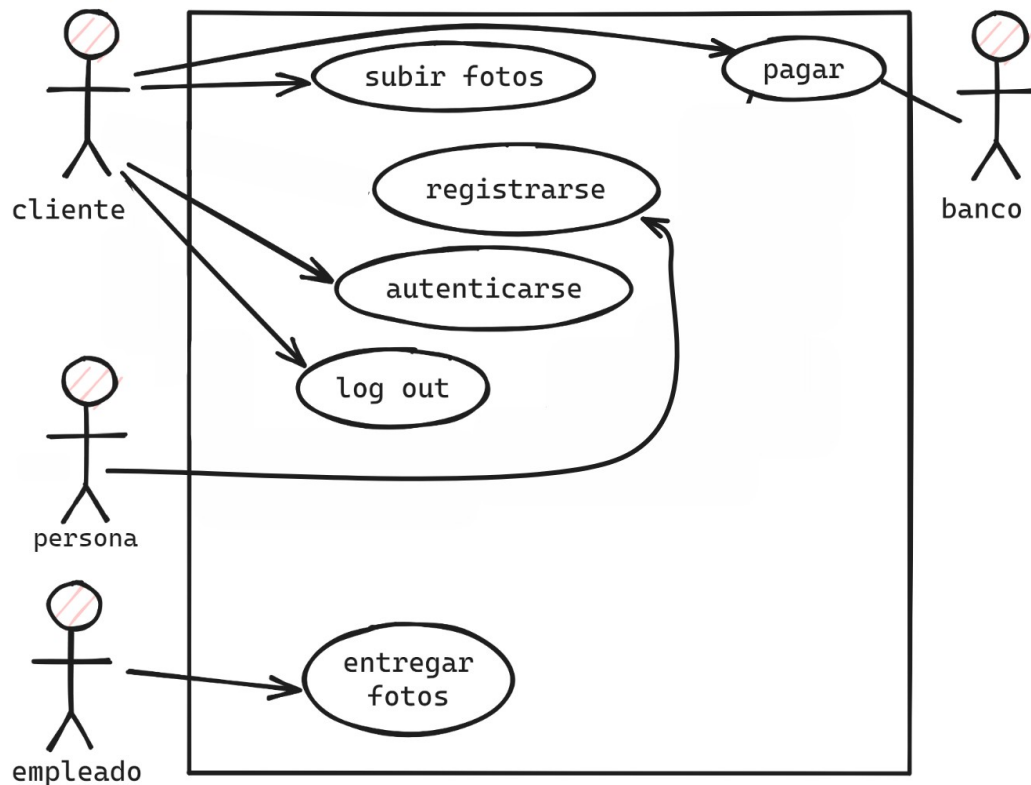 subir fotos
pagar
cliente
registrarse
banco
autenticarse
log out
persona
entregar
fotos
empleado